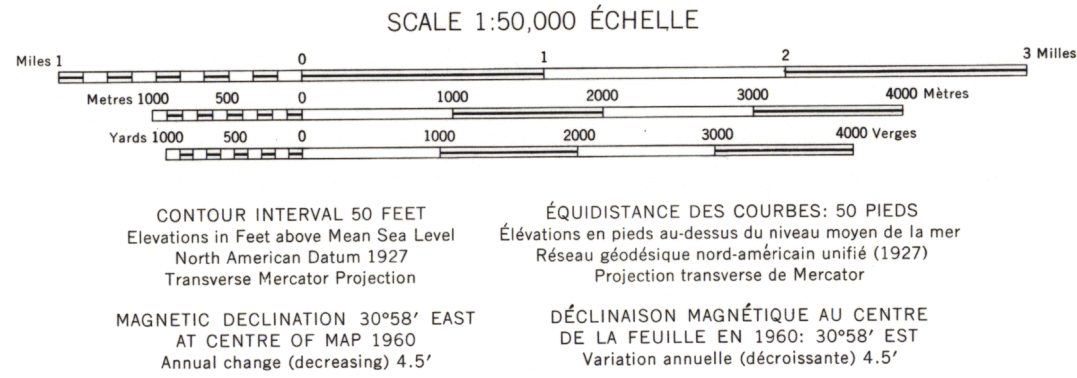 SCALE 1:50,000 ÉCHELLE
Miles 1 0 1 2 3 Milles
Metres 1000 500 0 1000 2000 3000 4000 Mètres
Yards 1000 500 0 1000 2000 3000 4000 Verges
CONTOUR INTERVAL 50 FEET
Elevations in Feet above Mean Sea Level
North American Datum 1927
Transverse Mercator Projection
ÉQUIDISTANCE DES COURBES: 50 PIEDS
Élévations en pieds au-dessus du niveau moyen de la mer
Réseau géodésique nord-américain unifié (1927)
Projection transverse de Mercator
MAGNETIC DECLINATION 30°58′ EAST
AT CENTRE OF MAP 1960
Annual change (decreasing) 4.5′
DÉCLINAISON MAGNÉTIQUE AU CENTRE
DE LA FEUILLE EN 1960: 30°58′ EST
Variation annuelle (décroissante) 4.5′